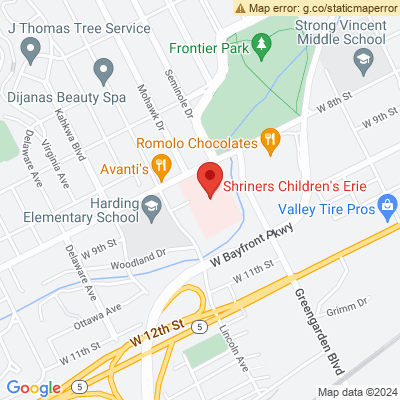 Map error: g.co/staticmaperror
J Thomas Tree Service
Strong Vincent
Middle School
Frontier Park
Seminole Dr
Mohawk Dr
Dijanas Beauty Spa
W 8th St
W 9th St
Kahkwa Blvd
Virginia Ave
Delaware Ave
Romolo Chocolates
Avanti's
Shriners Children's Erie
Harding
Elementary School
Valley Tire Pros
W 9th St
Woodland Dr
W Bayfront Pkwy
Delaware Ave
W 11th St
Ottawa Ave
Greengarden Blvd
Grimm Dr
W 12th St
5
5
Lincoln Ave
W 11th St
5
Google
Map data ©2024